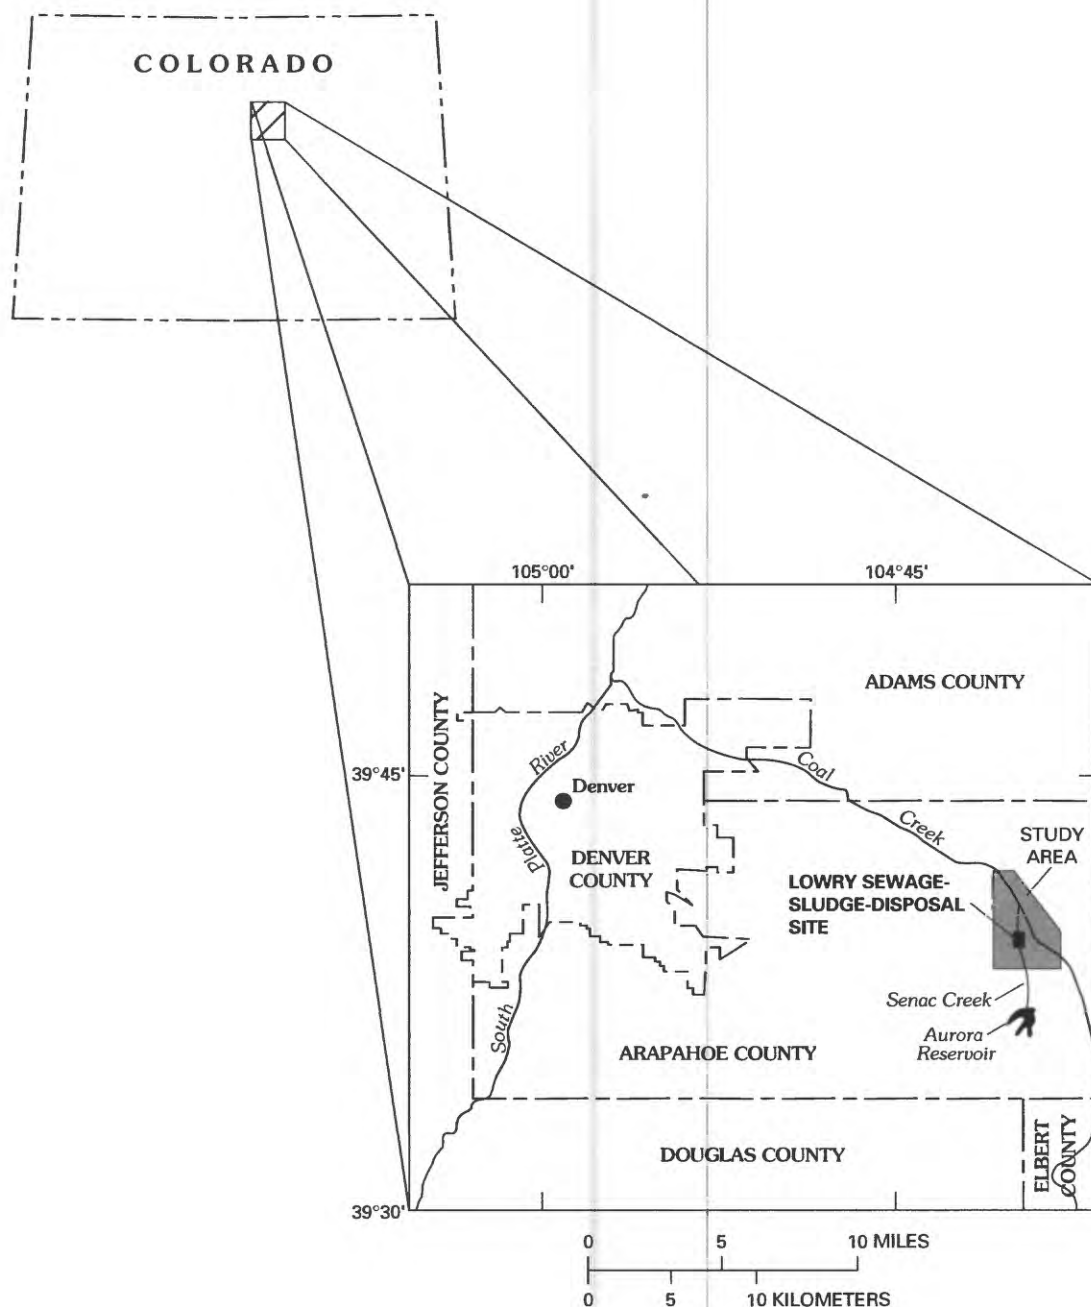 COLORADO
105°00'
104°45'
ADAMS COUNTY
JEFFERSON COUNTY
39°45'
River
Coal
Denver
Creek
Platte
STUDY
AREA
DENVER
COUNTY
LOWRY SEWAGE-
SLUDGE-DISPOSAL
SITE
Senac Creek
South
Aurora
Reservoir
ARAPAHOE COUNTY
DOUGLAS COUNTY
ELBERT
COUNTY
39°30'
0 5 10 MILES
0 5 10 KILOMETERS